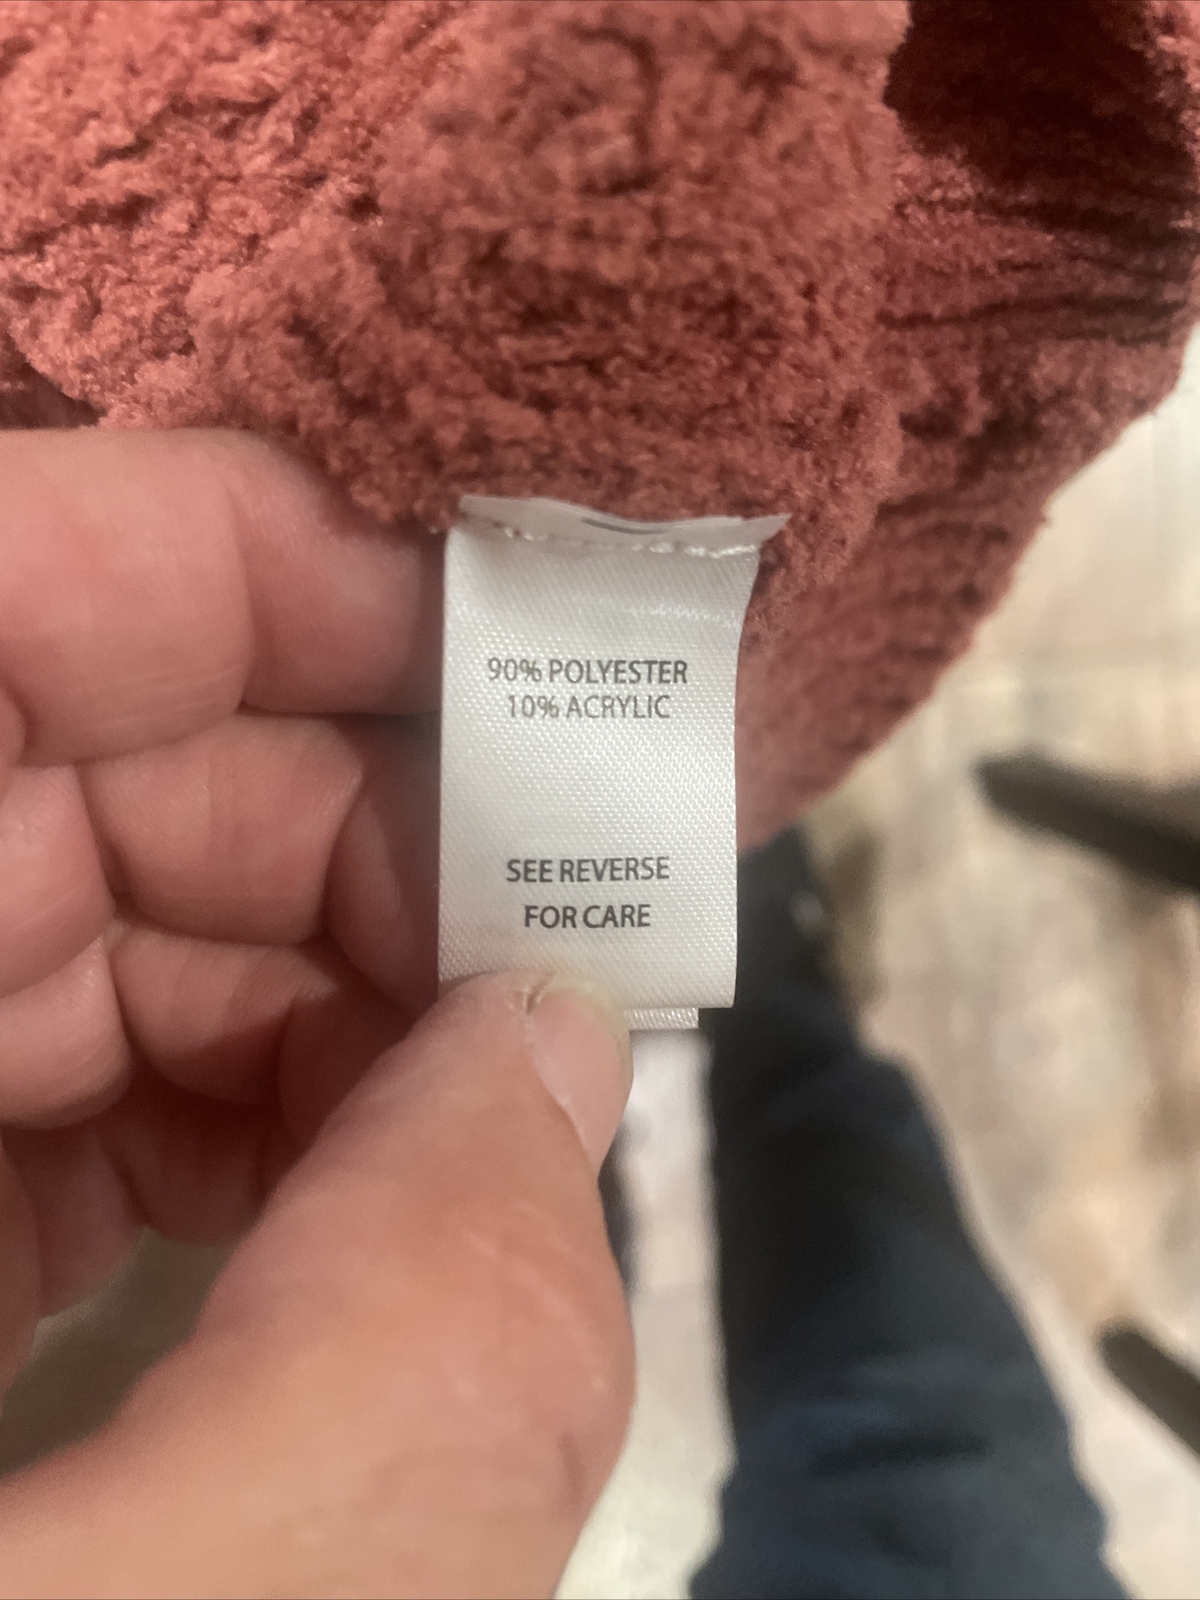 90% POLYESTER
10% ACRYLIC
SEE REVERSE
FOR CARE